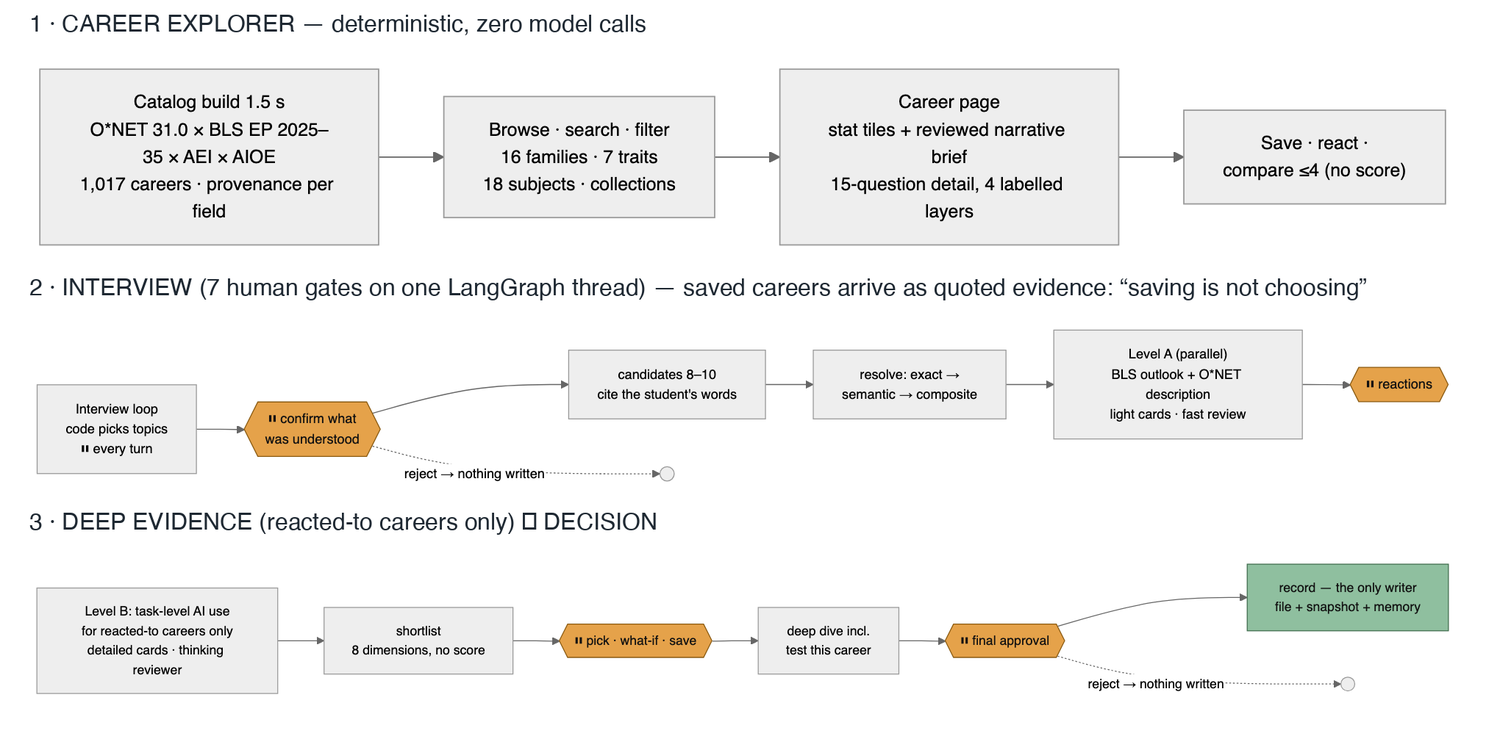 1 · CAREER EXPLORER — deterministic, zero model calls
Catalog build 1.5 s
O*NET 31.0 × BLS EP 2025–
35 × AEI × AIOE
1,017 careers · provenance per
field
Browse · search · filter
16 families · 7 traits
18 subjects · collections
Career page
stat tiles + reviewed narrative
brief
15-question detail, 4 labelled
layers
Save · react ·
compare ≤4 (no score)
2 · INTERVIEW (7 human gates on one LangGraph thread) — saved careers arrive as quoted evidence: “saving is not choosing”
Interview loop
code picks topics
⏸ every turn
⏸ confirm what
was understood
reject → nothing written
candidates 8–10
cite the student's words
resolve: exact →
semantic → composite
Level A (parallel)
BLS outlook + O*NET
description
light cards · fast review
⏸ reactions
3 · DEEP EVIDENCE (reacted-to careers only) ▯ DECISION
Level B: task-level AI use
for reacted-to careers only
detailed cards · thinking
reviewer
shortlist
8 dimensions, no score
⏸ pick · what-if · save
deep dive incl.
test this career
⏸ final approval
record — the only writer
file + snapshot + memory
reject → nothing written